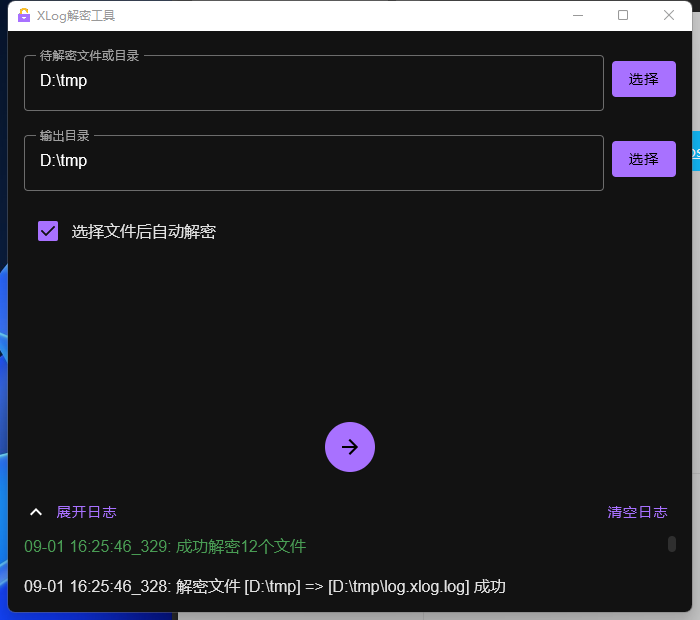 XLog解密工具
待解密文件或目录
D:\tmp
选择
输出目录
D:\tmp
选择
选择文件后自动解密
展开日志
清空日志
09-01 16:25:46_329: 成功解密12个文件
09-01 16:25:46_328: 解密文件 [D:\tmp] => [D:\tmp\log.xlog.log] 成功